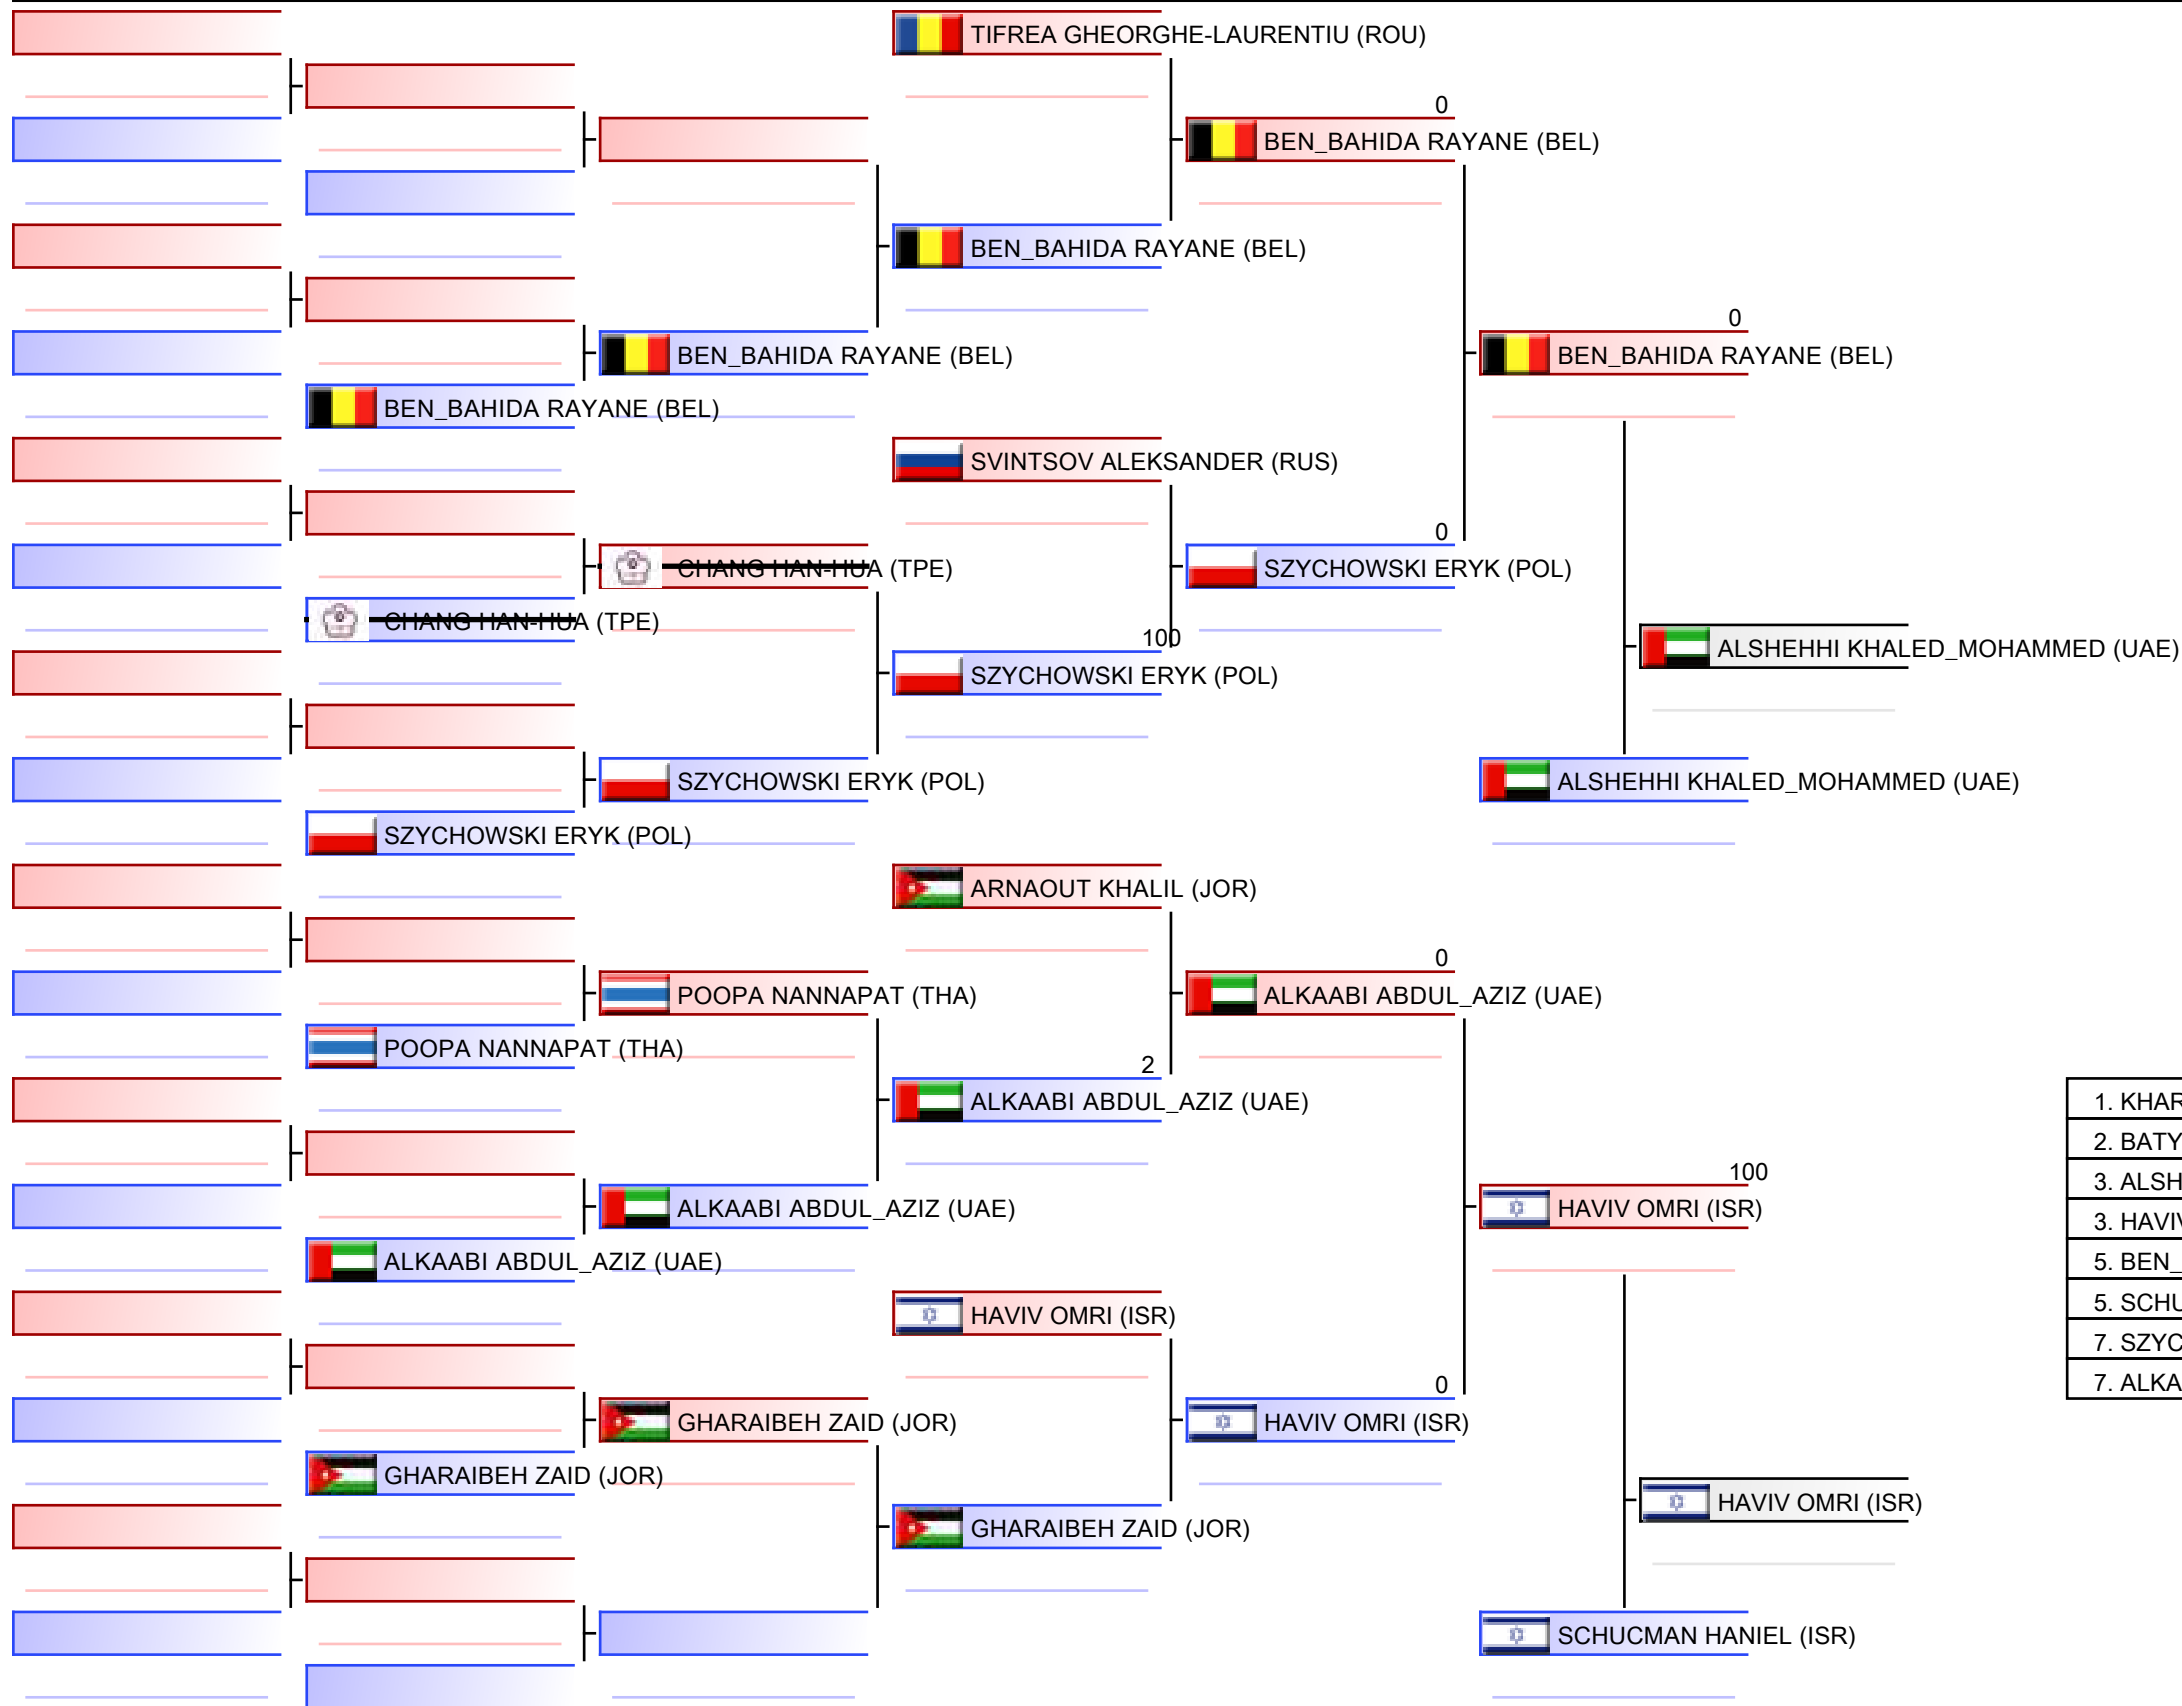 TIFREA GHEORGHE-LAURENTIU (ROU)
0
BEN_BAHIDA RAYANE (BEL)
BEN_BAHIDA RAYANE (BEL)
0
BEN_BAHIDA RAYANE (BEL)
BEN_BAHIDA RAYANE (BEL)
BEN_BAHIDA RAYANE (BEL)
SVINTSOV ALEKSANDER (RUS)
0
CHANG HAN-HUA (TPE)
SZYCHOWSKI ERYK (POL)
CHANG HAN-HUA (TPE)
100
ALSHEHHI KHALED_MOHAMMED (UAE)
SZYCHOWSKI ERYK (POL)
SZYCHOWSKI ERYK (POL)
ALSHEHHI KHALED_MOHAMMED (UAE)
SZYCHOWSKI ERYK (POL)
ARNAOUT KHALIL (JOR)
0
POOPA NANNAPAT (THA)
ALKAABI ABDUL_AZIZ (UAE)
POOPA NANNAPAT (THA)
2
ALKAABI ABDUL_AZIZ (UAE)
1. KHAR
2. BATY
100
3. ALSH
ALKAABI ABDUL_AZIZ (UAE)
HAVIV OMRI (ISR)
3. HAVIV
ALKAABI ABDUL_AZIZ (UAE)
5. BEN_
HAVIV OMRI (ISR)
5. SCHU
7. SZYC
0
7. ALKA
GHARAIBEH ZAID (JOR)
HAVIV OMRI (ISR)
GHARAIBEH ZAID (JOR)
HAVIV OMRI (ISR)
GHARAIBEH ZAID (JOR)
SCHUCMAN HANIEL (ISR)